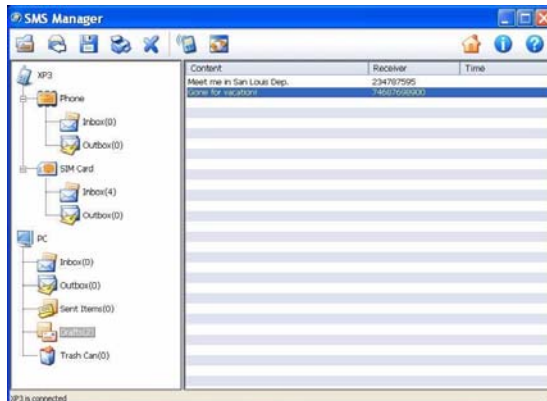 SMS Manager
XP3
Phone
Inbox(0)
Outbox(0)
SIM Card
Inbox(4)
Outbox(0)
PC
Inbox(0)
Outbox(0)
Sent Items(0)
Drafts(2)
Trash Can(0)
Content Receiver Time
Meet me in San Louis Dep. 234787595
Gone for vacation! 74687698900
XP3 is connected